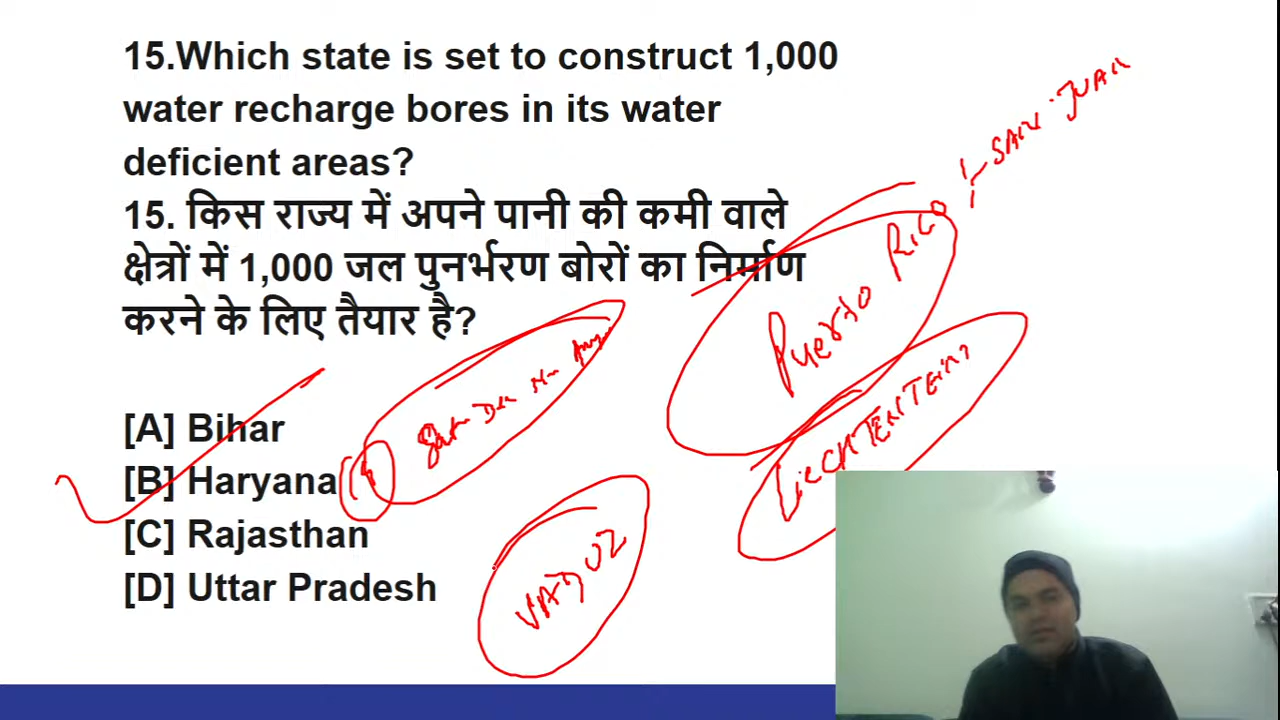 15.Which state is set to construct 1,000
water recharge bores in its water
deficient areas?
15. किस राज्य में अपने पानी की कमी वाले
क्षेत्रों में 1,000 जल पुनर्भरण बोरों का निर्माण
करने के लिए तैयार है?
[A] Bihar
[B] Haryana
[C] Rajasthan
[D] Uttar Pradesh
:- SAN JUAN
Puerto Rico
LiECHTENSTEIN
VADUZ